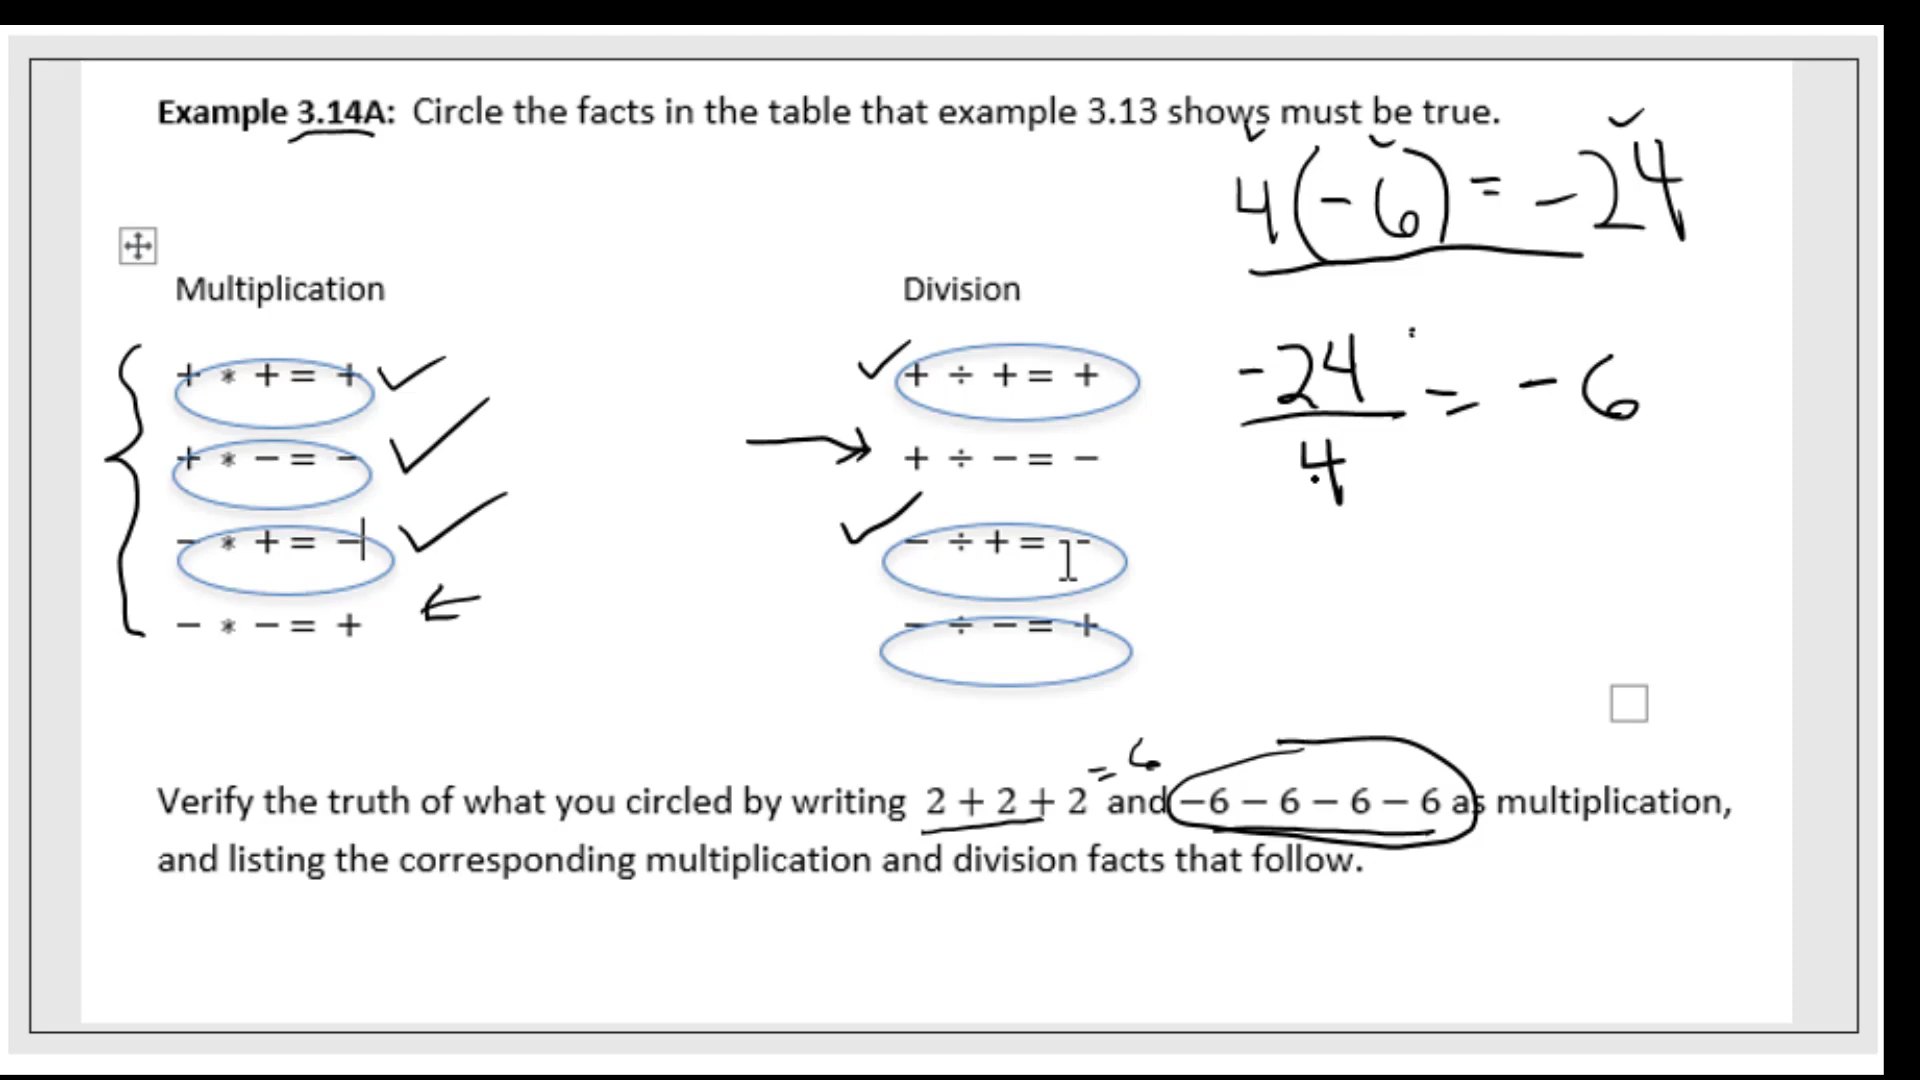 Example 3.14A: Circle the facts in the table that example 3.13 shows must be true.
4(-6) = -24
Multiplication
Division
+ * + = +
+ ÷ + = +
-24/4 = -6
+ * − = −
+ ÷ − = −
− * + = −
− ÷ + = −
− * − = +
− ÷ − = +
= 6
Verify the truth of what you circled by writing 2 + 2 + 2 and −6 − 6 − 6 − 6 as multiplication,
and listing the corresponding multiplication and division facts that follow.